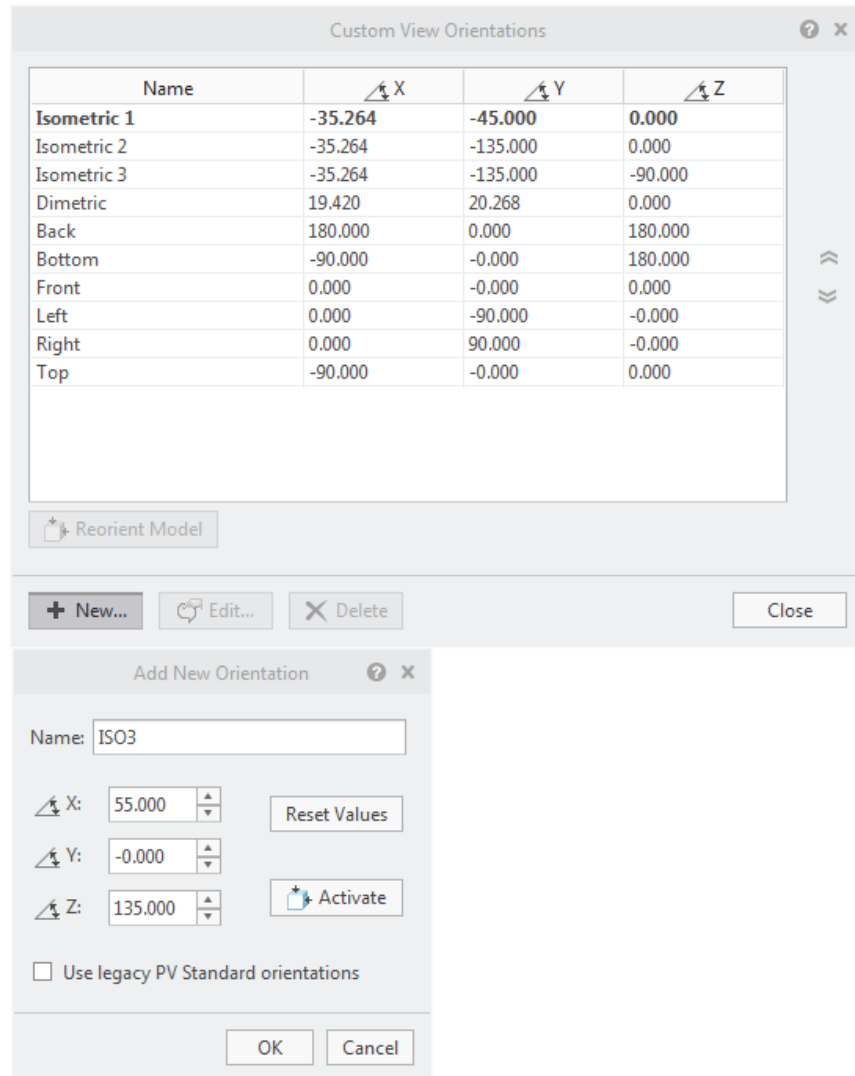 Custom View Orientations
Name X Y Z
Isometric 1 -35.264 -45.000 0.000
Isometric 2 -35.264 -135.000 0.000
Isometric 3 -35.264 -135.000 -90.000
Dimetric 19.420 20.268 0.000
Back 180.000 0.000 180.000
Bottom -90.000 -0.000 180.000
Front 0.000 -0.000 0.000
Left 0.000 -90.000 -0.000
Right 0.000 90.000 -0.000
Top -90.000 -0.000 0.000
Reorient Model
New... Edit... Delete Close
Add New Orientation
Name: ISO3
X: 55.000 Reset Values
Y: -0.000
Z: 135.000 Activate
Use legacy PV Standard orientations
OK Cancel